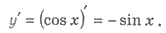 y′ = (cos x)′ = − sin x ,